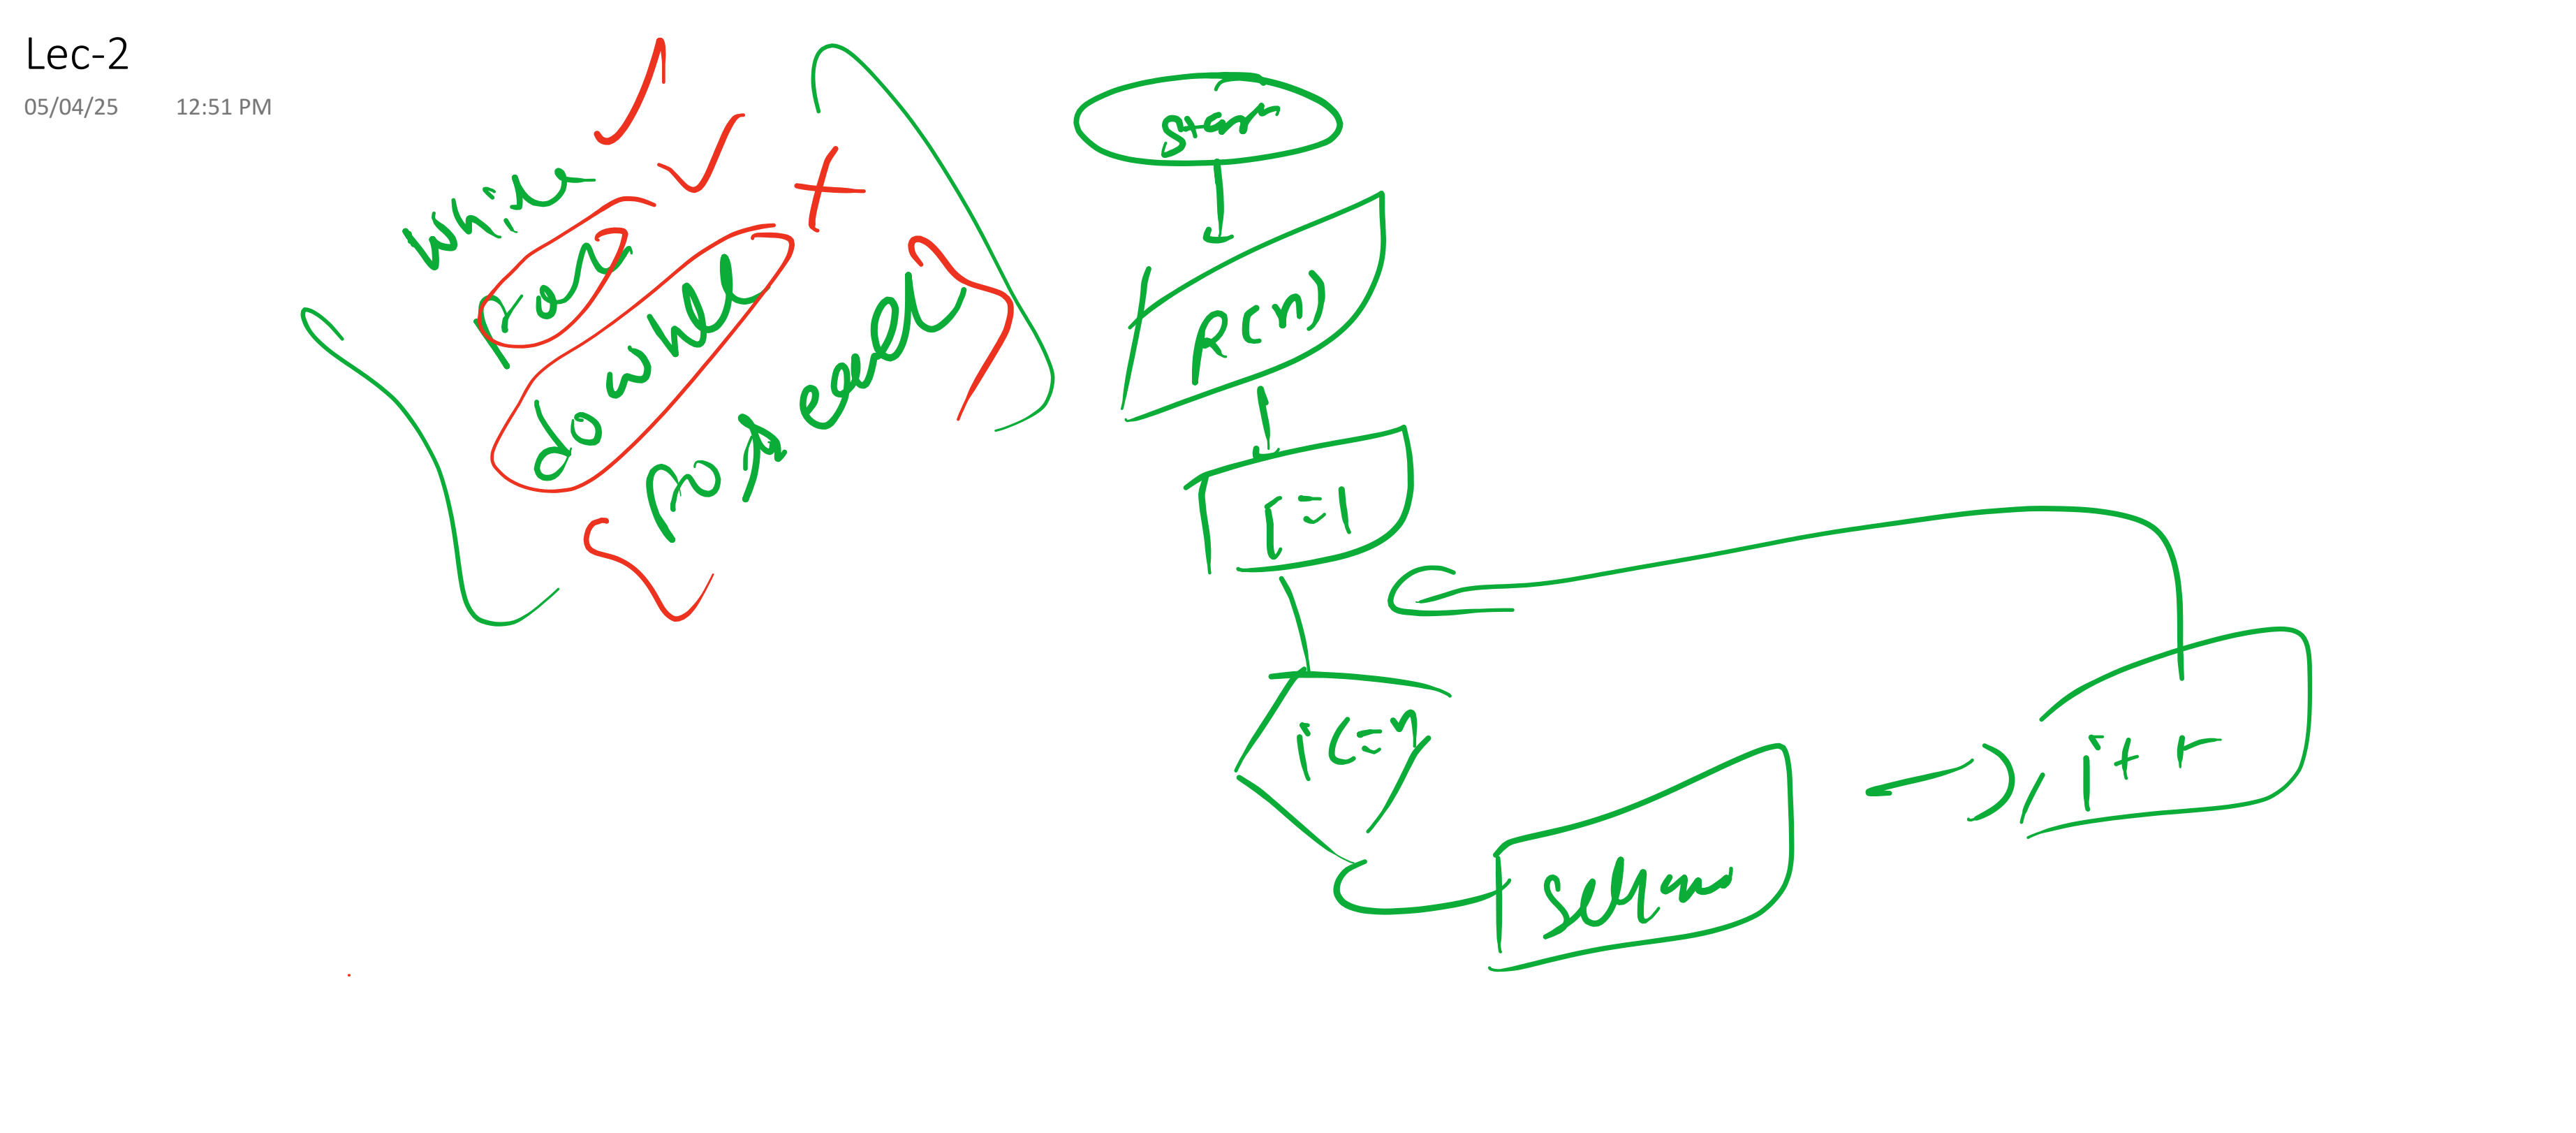 Lec-2
05/04/25 12:51 PM
while
For
do while
Start
R(n)
i=1
i<=n
i++